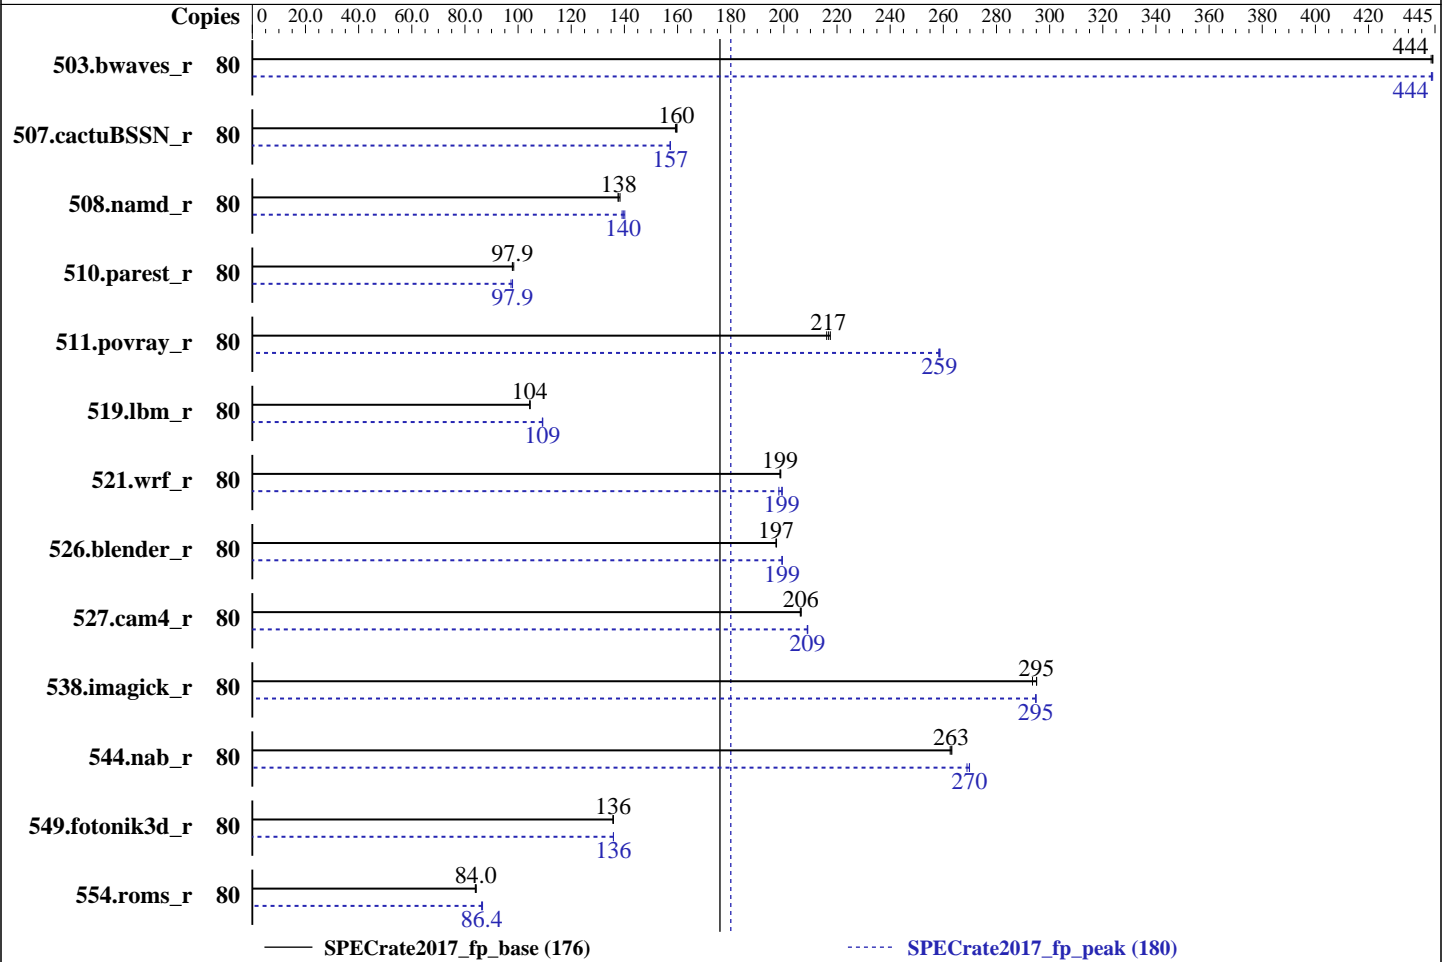 Copies 0 20.0 40.0 60.0 80.0 100 120 140 160 180 200 220 240 260 280 300 320 340 360 380 400 420 445
503.bwaves_r 80 444
444
507.cactuBSSN_r 80 160
157
508.namd_r 80 138
140
510.parest_r 80 97.9
97.9
511.povray_r 80 217
259
519.lbm_r 80 104
109
521.wrf_r 80 199
199
526.blender_r 80 197
199
527.cam4_r 80 206
209
538.imagick_r 80 295
295
544.nab_r 80 263
270
549.fotonik3d_r 80 136
136
554.roms_r 80 84.0
86.4
SPECrate2017_fp_base (176) SPECrate2017_fp_peak (180)